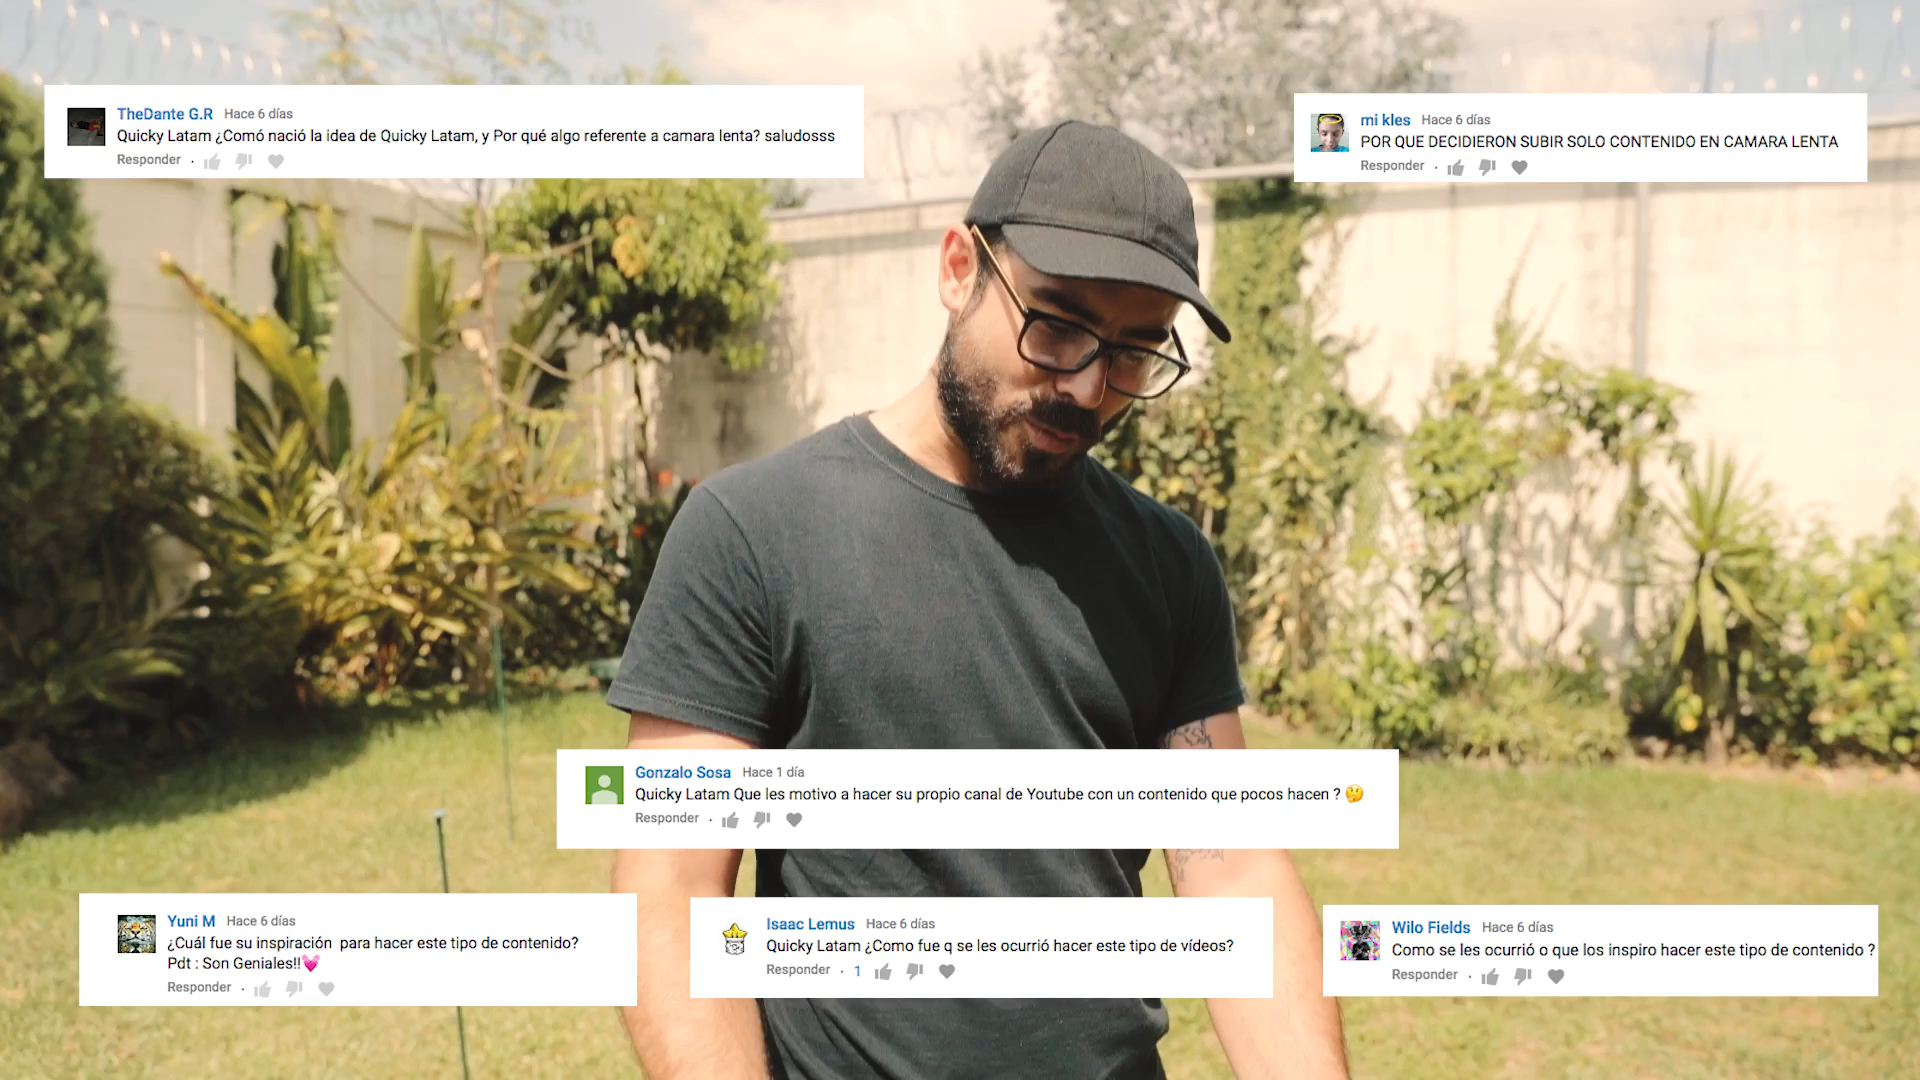 TheDante G.R Hace 6 días
Quicky Latam ¿Comó nació la idea de Quicky Latam, y Por qué algo referente a camara lenta? saludosss
Responder
mi kles Hace 6 días
POR QUE DECIDIERON SUBIR SOLO CONTENIDO EN CAMARA LENTA
Responder
Gonzalo Sosa Hace 1 día
Quicky Latam Que les motivo a hacer su propio canal de Youtube con un contenido que pocos hacen ? 🤔
Responder
Yuni M Hace 6 días
¿Cuál fue su inspiración para hacer este tipo de contenido?
Pdt : Son Geniales!!💓
Responder
Isaac Lemus Hace 6 días
Quicky Latam ¿Como fue q se les ocurrió hacer este tipo de vídeos?
Responder · 1
Wilo Fields Hace 6 días
Como se les ocurrió o que los inspiro hacer este tipo de contenido ?
Responder